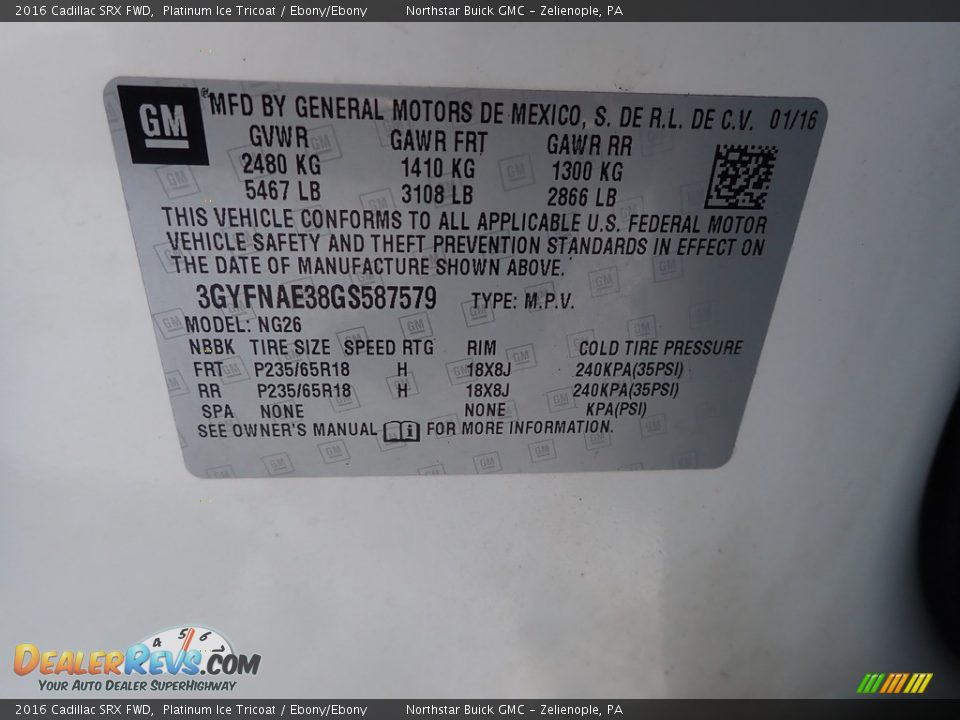 2016 Cadillac SRX FWD, Platinum Ice Tricoat / Ebony/Ebony Northstar Buick GMC - Zelienople, PA
GM ® MFD BY GENERAL MOTORS DE MEXICO, S. DE R.L. DE C.V. 01/16
GVWR GAWR FRT GAWR RR
2480 KG 1410 KG 1300 KG
5467 LB 3108 LB 2866 LB
THIS VEHICLE CONFORMS TO ALL APPLICABLE U.S. FEDERAL MOTOR
VEHICLE SAFETY AND THEFT PREVENTION STANDARDS IN EFFECT ON
THE DATE OF MANUFACTURE SHOWN ABOVE.
3GYFNAE38GS587579 TYPE: M.P.V.
MODEL: NG26
NBBK TIRE SIZE SPEED RTG RIM COLD TIRE PRESSURE
FRT P235/65R18 H 18X8J 240KPA(35PSI)
RR P235/65R18 H 18X8J 240KPA(35PSI)
SPA NONE NONE KPA(PSI)
SEE OWNER'S MANUAL FOR MORE INFORMATION.
4 5 6
DEALERREVS.COM
YOUR AUTO DEALER SUPERHIGHWAY
2016 Cadillac SRX FWD, Platinum Ice Tricoat / Ebony/Ebony Northstar Buick GMC - Zelienople, PA